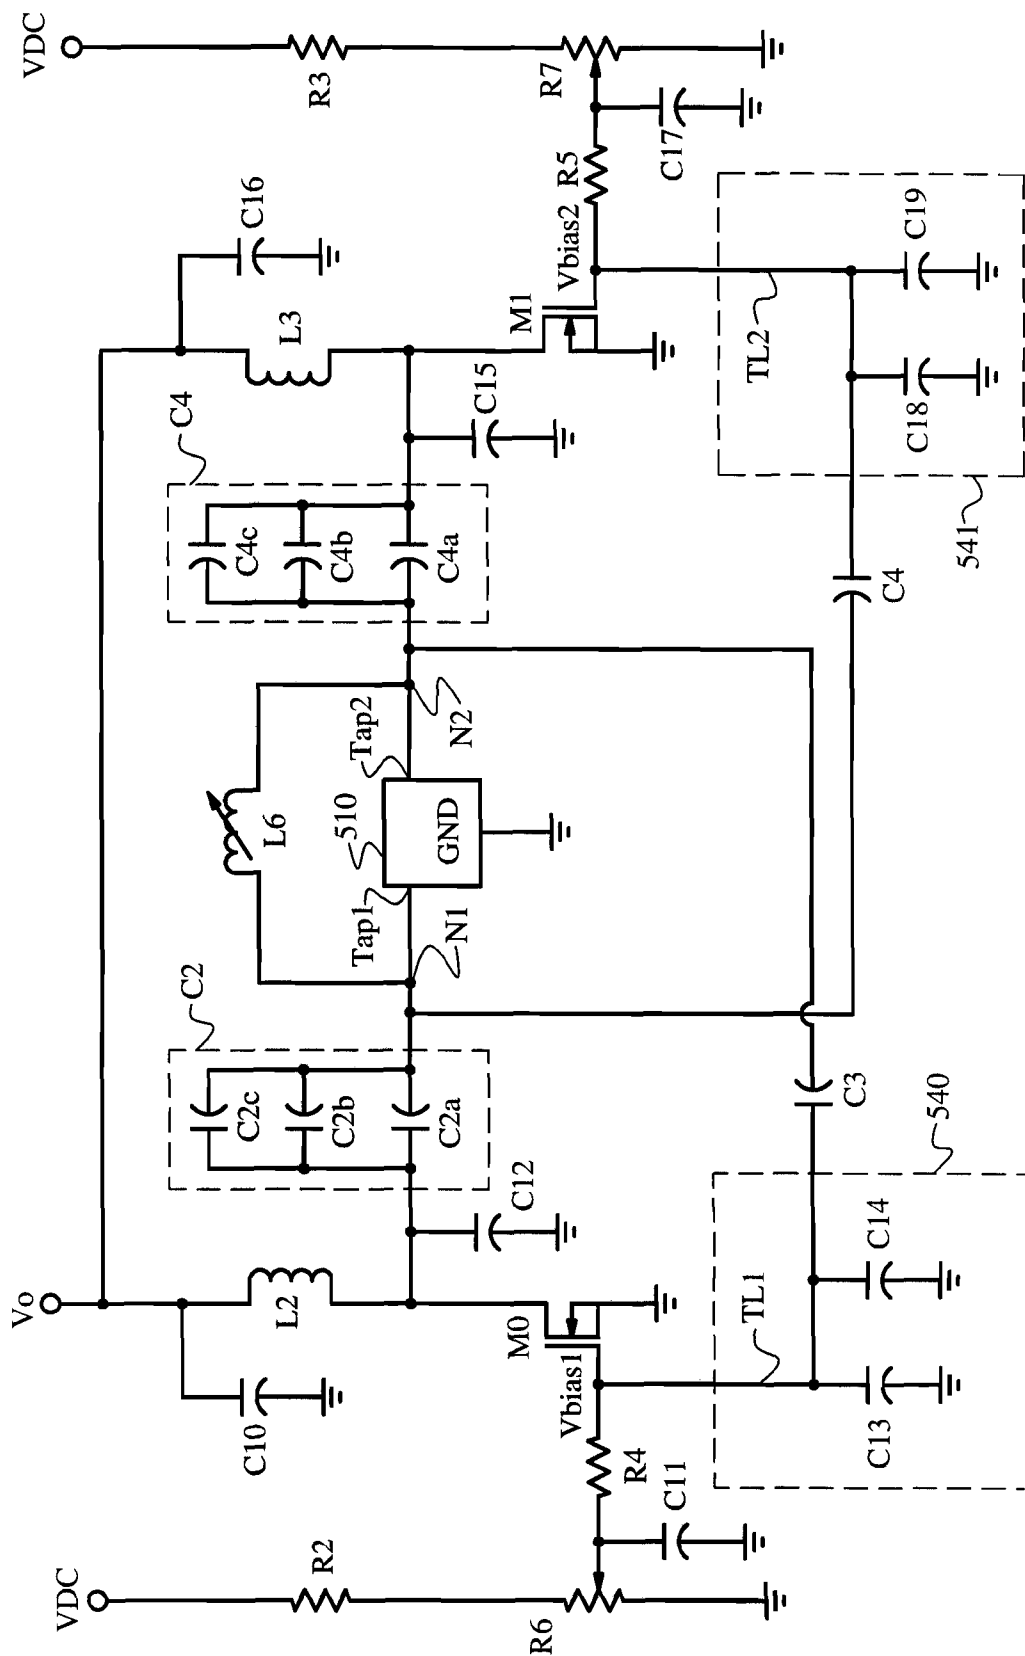 VDC
R2
R6
C11
R4
Vbias1
M0
Vo
C10
L2
C12
C2
C2c
C2b
C2a
540
TL1
C13
C14
C3
N1
Tap1
510
GND
L6
Tap2
N2
C4
C4c
C4b
C4a
C4
541
C15
L3
C16
M1
Vbias2
R5
C17
R7
R3
VDC
TL2
C18
C19